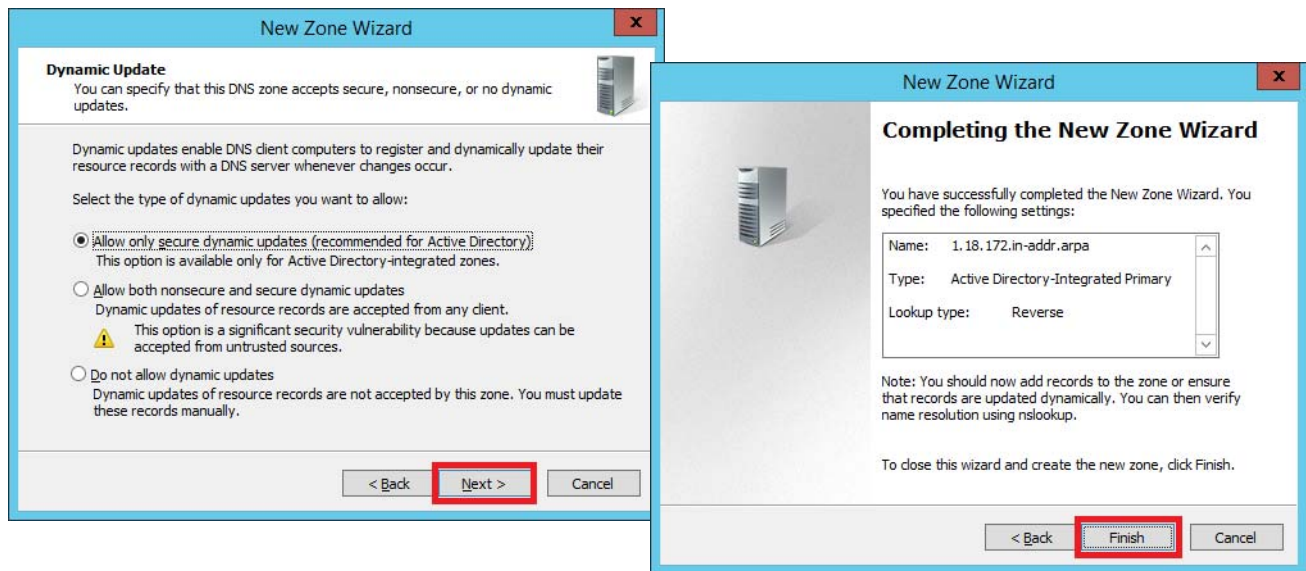 New Zone Wizard
x
Dynamic Update
You can specify that this DNS zone accepts secure, nonsecure, or no dynamic
updates.
Dynamic updates enable DNS client computers to register and dynamically update their
resource records with a DNS server whenever changes occur.
Select the type of dynamic updates you want to allow:
Allow only secure dynamic updates (recommended for Active Directory)
This option is available only for Active Directory-integrated zones.
Allow both nonsecure and secure dynamic updates
Dynamic updates of resource records are accepted from any client.
This option is a significant security vulnerability because updates can be
accepted from untrusted sources.
Do not allow dynamic updates
Dynamic updates of resource records are not accepted by this zone. You must update
these records manually.
< Back Next > Cancel
New Zone Wizard
x
Completing the New Zone Wizard
You have successfully completed the New Zone Wizard. You
specified the following settings:
Name: 1.18.172.in-addr.arpa
Type: Active Directory-Integrated Primary
Lookup type: Reverse
Note: You should now add records to the zone or ensure
that records are updated dynamically. You can then verify
name resolution using nslookup.
To close this wizard and create the new zone, click Finish.
< Back Finish Cancel